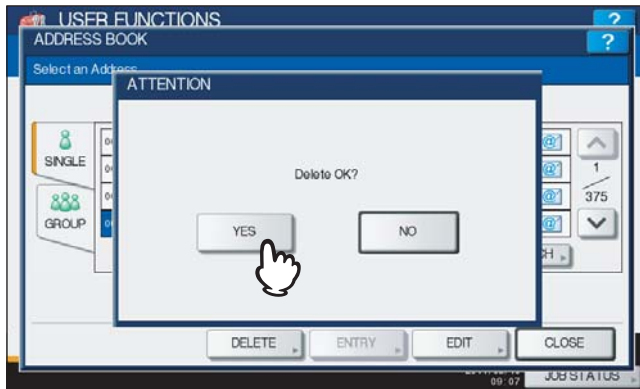 USER FUNCTIONS
?
ADDRESS BOOK
?
Select an Address
ATTENTION
SINGLE
1
Delete OK?
375
GROUP
YES
NO
DELETE
ENTRY
EDIT
CLOSE
09:07
JOB STATUS